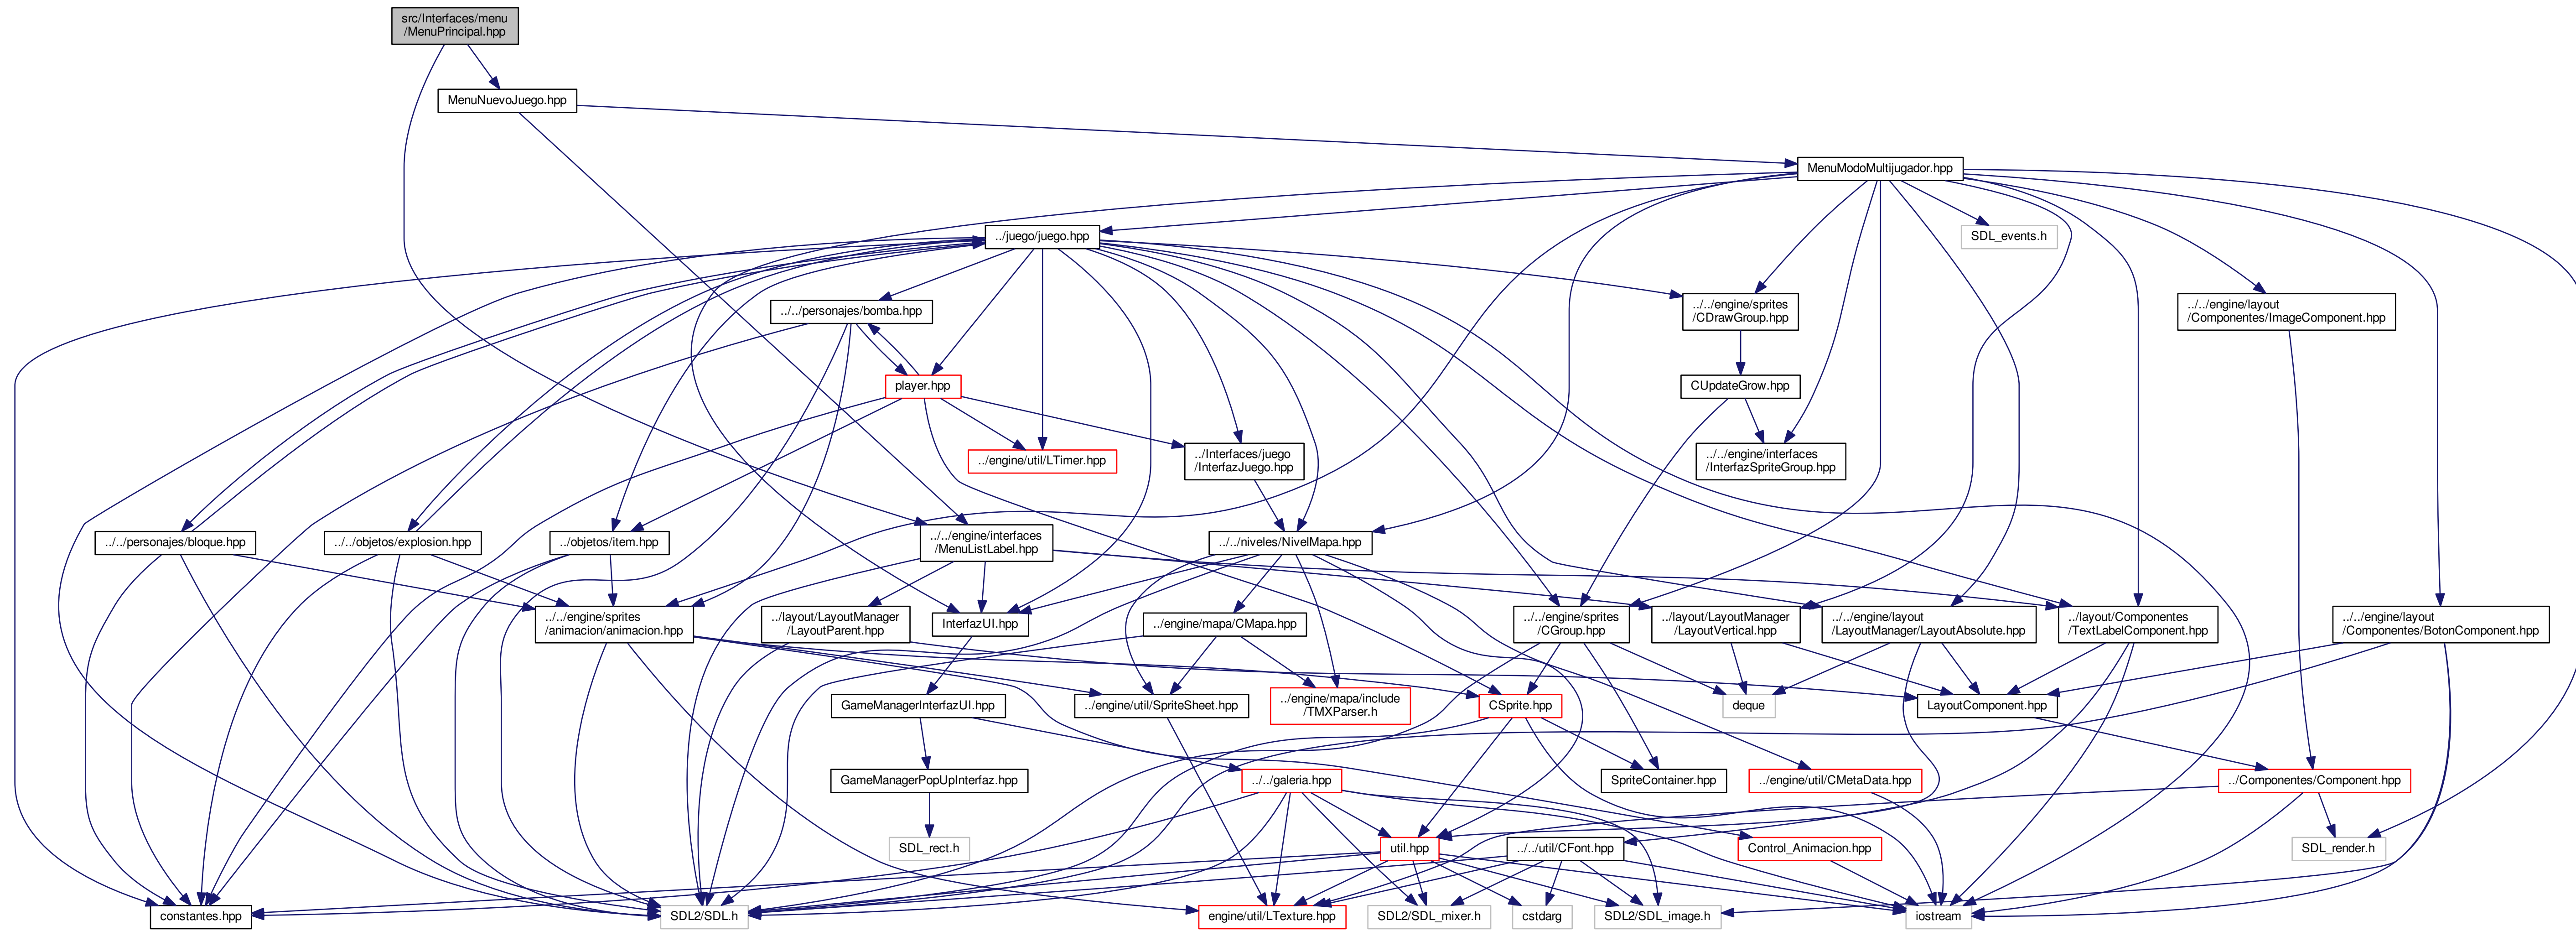 src/Interfaces/menu
/MenuPrincipal.hpp
MenuNuevoJuego.hpp
MenuModoMultijugador.hpp
../juego/juego.hpp
SDL_events.h
../../personajes/bomba.hpp
../../engine/sprites
/CDrawGroup.hpp
../../engine/layout
/Componentes/ImageComponent.hpp
player.hpp
CUpdateGrow.hpp
../engine/util/LTimer.hpp
../Interfaces/juego
/InterfazJuego.hpp
../../engine/interfaces
/InterfazSpriteGroup.hpp
../../personajes/bloque.hpp
../../objetos/explosion.hpp
../objetos/item.hpp
../../engine/interfaces
/MenuListLabel.hpp
../../niveles/NivelMapa.hpp
../../engine/sprites
/animacion/animacion.hpp
../layout/LayoutManager
/LayoutParent.hpp
InterfazUI.hpp
../engine/mapa/CMapa.hpp
../../engine/sprites
/CGroup.hpp
../layout/LayoutManager
/LayoutVertical.hpp
../../engine/layout
/LayoutManager/LayoutAbsolute.hpp
../layout/Componentes
/TextLabelComponent.hpp
../../engine/layout
/Componentes/BotonComponent.hpp
GameManagerInterfazUI.hpp
../engine/util/SpriteSheet.hpp
../engine/mapa/include
/TMXParser.h
CSprite.hpp
deque
LayoutComponent.hpp
GameManagerPopUpInterfaz.hpp
../../galeria.hpp
SpriteContainer.hpp
../engine/util/CMetaData.hpp
../Componentes/Component.hpp
SDL_rect.h
util.hpp
../../util/CFont.hpp
Control_Animacion.hpp
SDL_render.h
constantes.hpp
SDL2/SDL.h
engine/util/LTexture.hpp
SDL2/SDL_mixer.h
cstdarg
SDL2/SDL_image.h
iostream